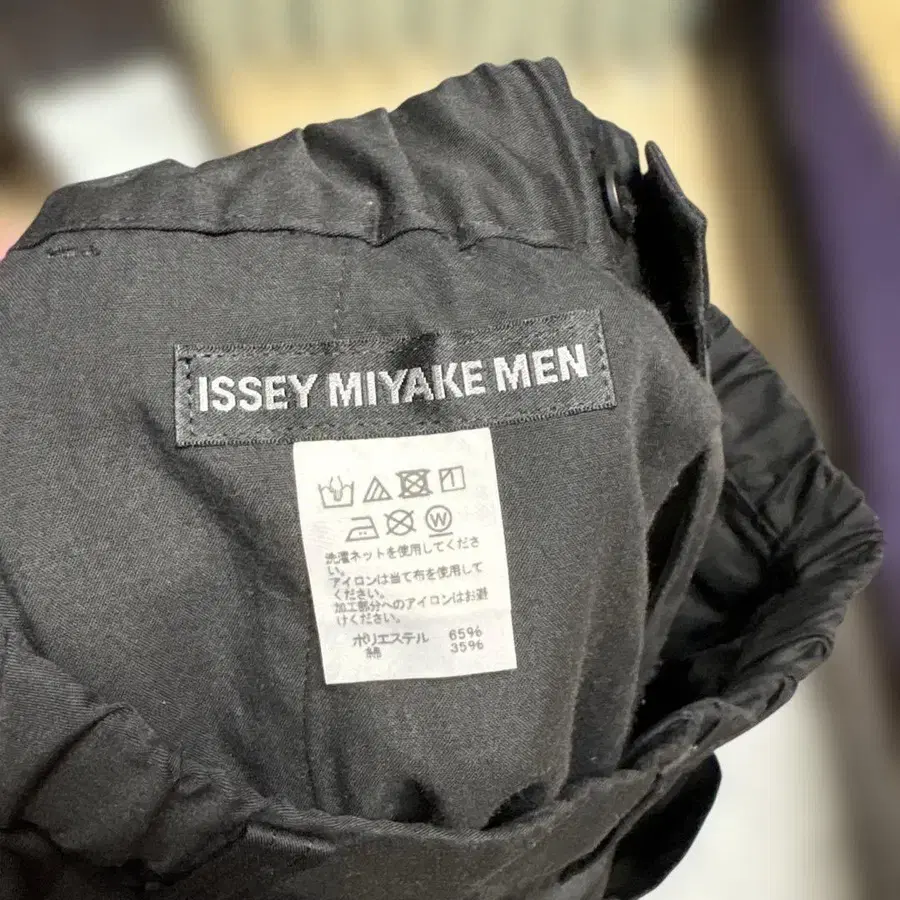 ISSEY MIYAKE MEN
W
洗濯ネットを使用してくださ
い。
アイロンは当て布を使用して
ください。
加工部分へのアイロンはお避
けください。
ポリエステル 65%
綿 35%